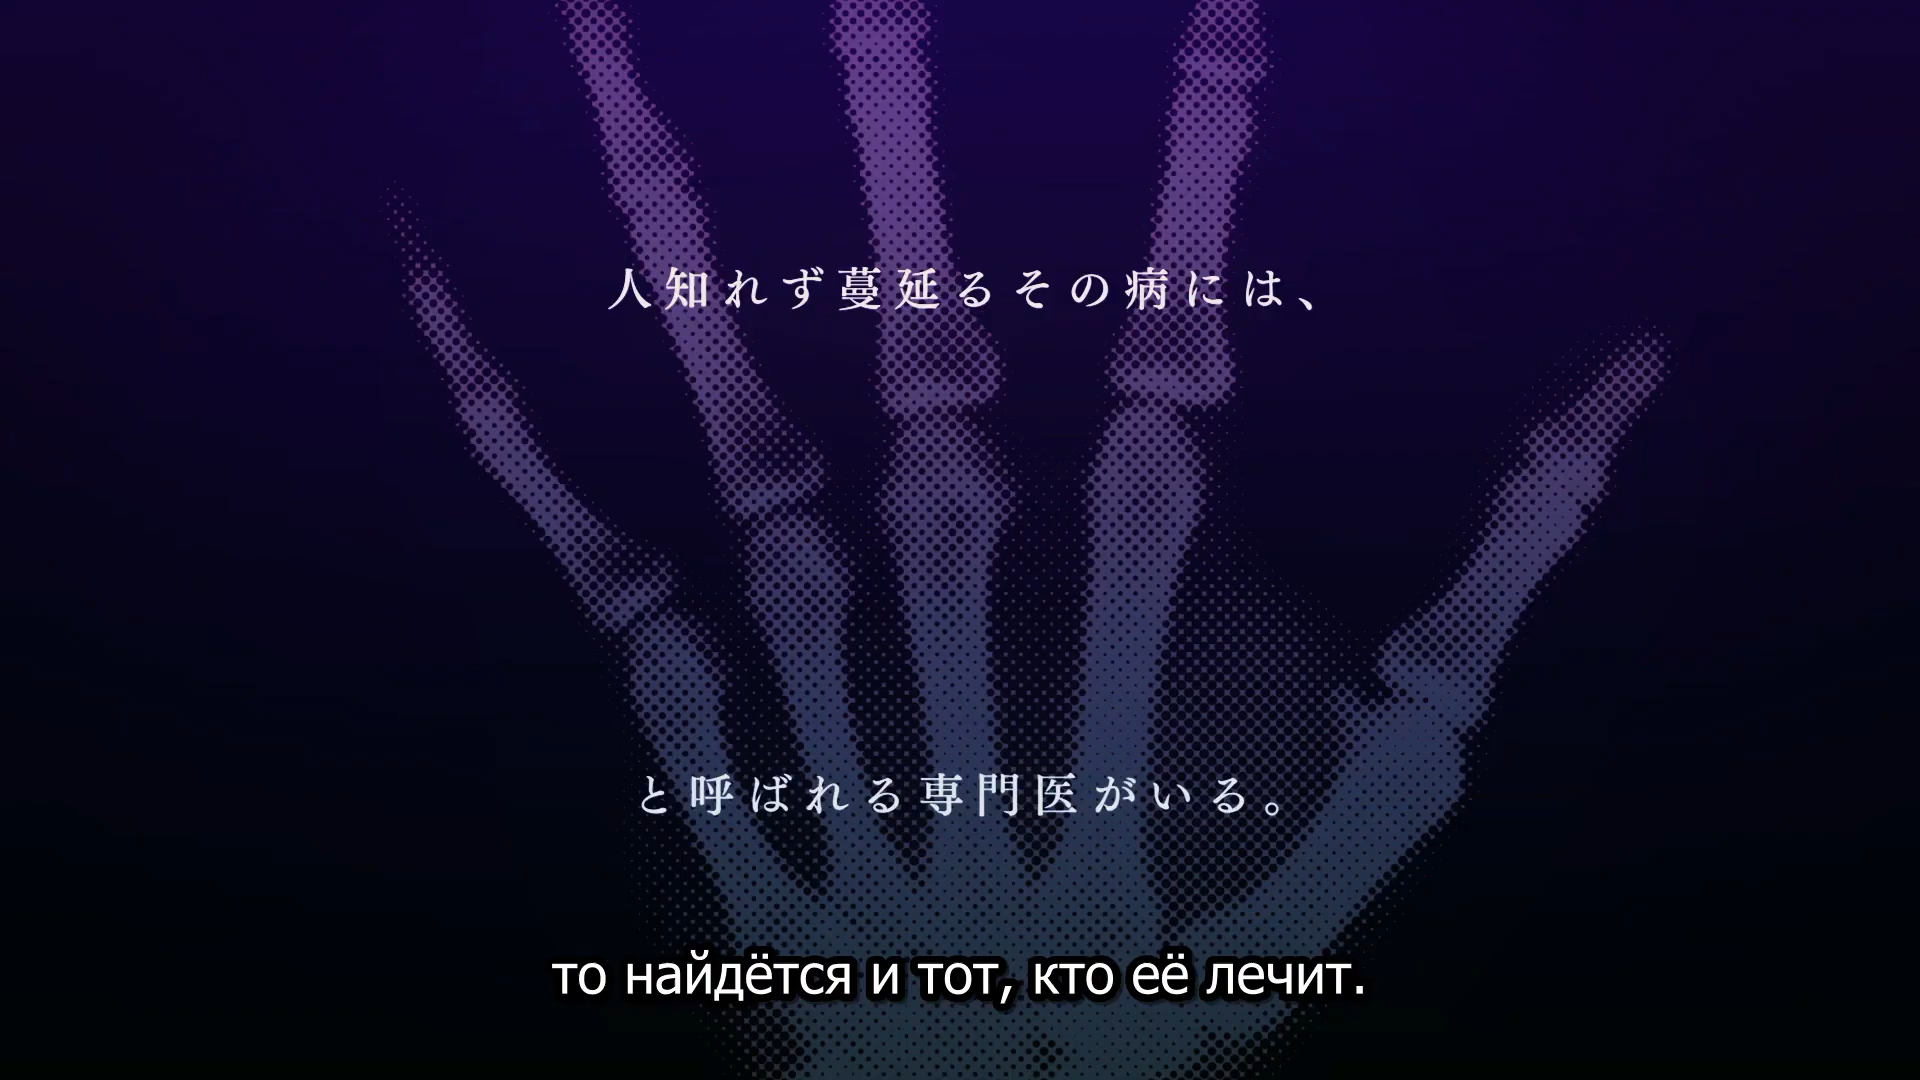 人知れず蔓延るその病には、
と呼ばれる専門医がいる。
то найдётся и тот, кто её лечит.